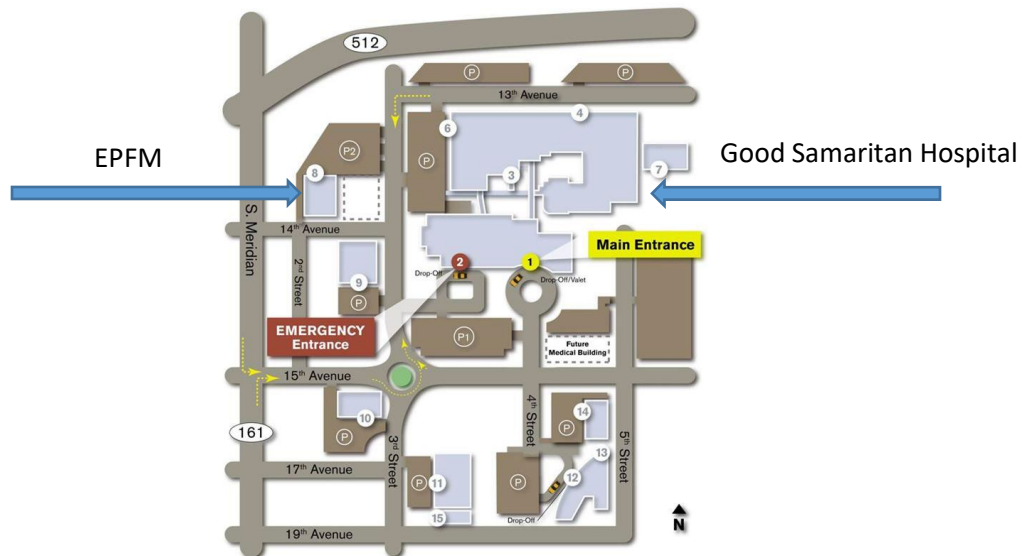 512
P
P
13th Avenue
4
6
EPFM
P2
P
Good Samaritan Hospital
8
3
7
S. Meridian
14th Avenue
Main Entrance
2nd Street
2
1
Drop-Off
Drop-Off/Valet
9
P
EMERGENCY
Entrance
P1
Future
Medical Building
15th Avenue
10
4th Street
14
P
161
P
3rd Street
5th Street
13
17th Avenue
P
11
P
12
15
Drop-Off
19th Avenue
N